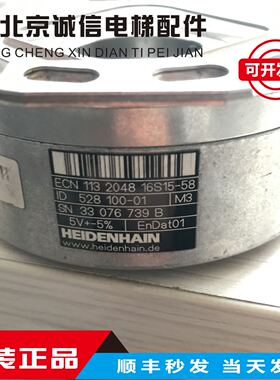 北京诚信电梯配件
G CHENG XIN DIAN TI PEI JIAN
可开发
ECN 113 2048 16S15-58
ID 528 100-01 M3
SN 33 076 739 B
5V+-5% EnDat01
HEIDENHAIN
www.heidenhain.de
装正品 顺丰秒发 当天发